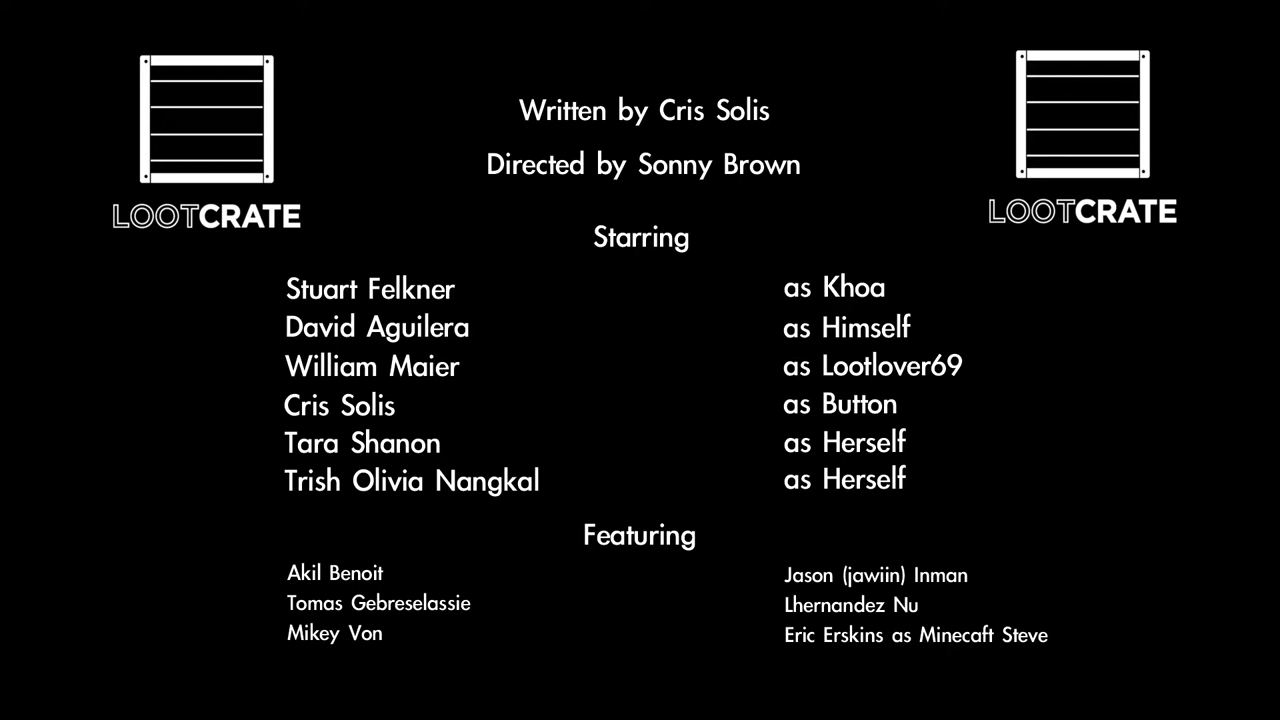 LOOTCRATE
LOOTCRATE
Written by Cris Solis
Directed by Sonny Brown
Starring
Stuart Felkner as Khoa
David Aguilera as Himself
William Maier as Lootlover69
Cris Solis as Button
Tara Shanon as Herself
Trish Olivia Nangkal as Herself
Featuring
Akil Benoit Jason (jawiin) Inman
Tomas Gebreselassie Lhernandez Nu
Mikey Von Eric Erskins as Minecaft Steve